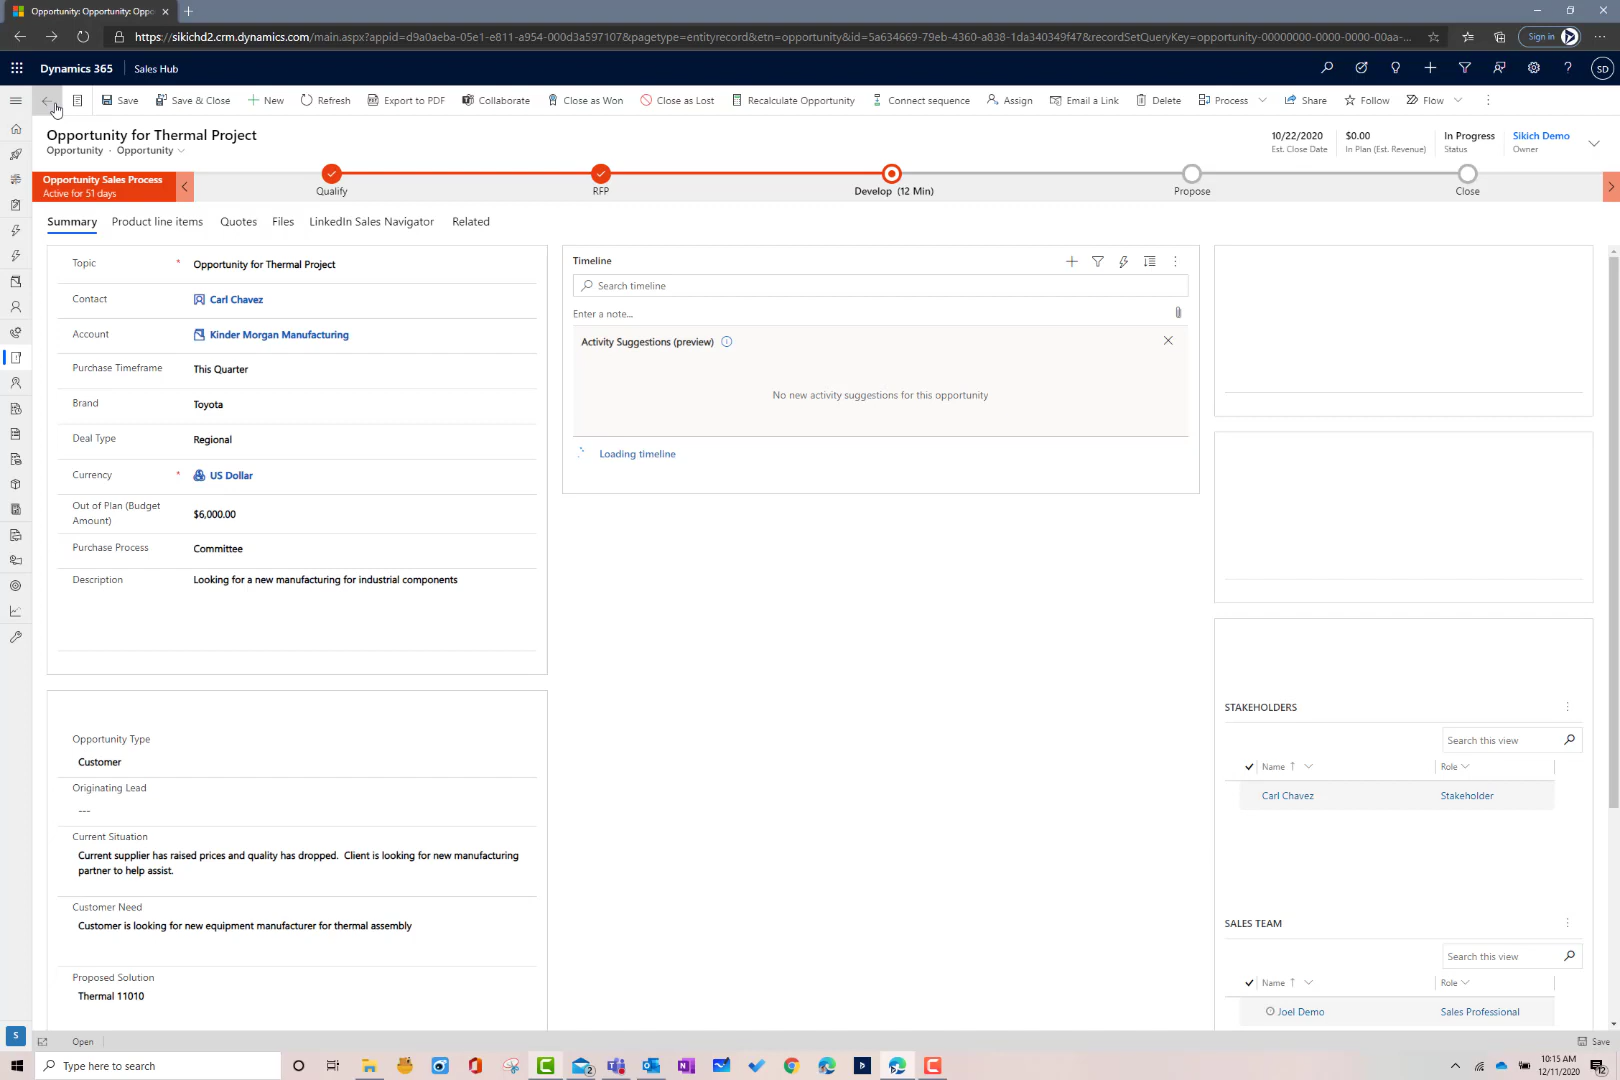 Opportunity: Opportunity: Oppo
https://sikichd2.crm.dynamics.com/main.aspx?appid=d9a0aeba-05e1-e811-a954-000d3a597107&pagetype=entityrecord&etn=opportunity&id=5a634669-79eb-4360-a838-1da340349f47&recordSetQueryKey=opportunity-00000000-0000-0000-00aa-...
Sign in
Dynamics 365
Sales Hub
SD
Save
Save & Close
New
Refresh
Export to PDF
Collaborate
Close as Won
Close as Lost
Recalculate Opportunity
Connect sequence
Assign
Email a Link
Delete
Process
Share
Follow
Flow
Opportunity for Thermal Project
Opportunity · Opportunity
10/22/2020
Est. Close Date
$0.00
In Plan (Est. Revenue)
In Progress
Status
Sikich Demo
Owner
Opportunity Sales Process
Active for 51 days
Qualify
RFP
Develop (12 Min)
Propose
Close
Summary
Product line items
Quotes
Files
LinkedIn Sales Navigator
Related
Topic * Opportunity for Thermal Project
Contact Carl Chavez
Account Kinder Morgan Manufacturing
Purchase Timeframe This Quarter
Brand Toyota
Deal Type Regional
Currency * US Dollar
Out of Plan (Budget
Amount)
$6,000.00
Purchase Process Committee
Description Looking for a new manufacturing for industrial components
Opportunity Type
Customer
Originating Lead
---
Current Situation
Current supplier has raised prices and quality has dropped. Client is looking for new manufacturing
partner to help assist.
Customer Need
Customer is looking for new equipment manufacturer for thermal assembly
Proposed Solution
Thermal 11010
Timeline
Search timeline
Enter a note...
Activity Suggestions (preview)
No new activity suggestions for this opportunity
Loading timeline
STAKEHOLDERS
Search this view
Name
Role
Carl Chavez
Stakeholder
SALES TEAM
Search this view
Name
Role
Joel Demo
Sales Professional
S
Open
Save
Type here to search
2
10:15 AM
12/11/2020
12